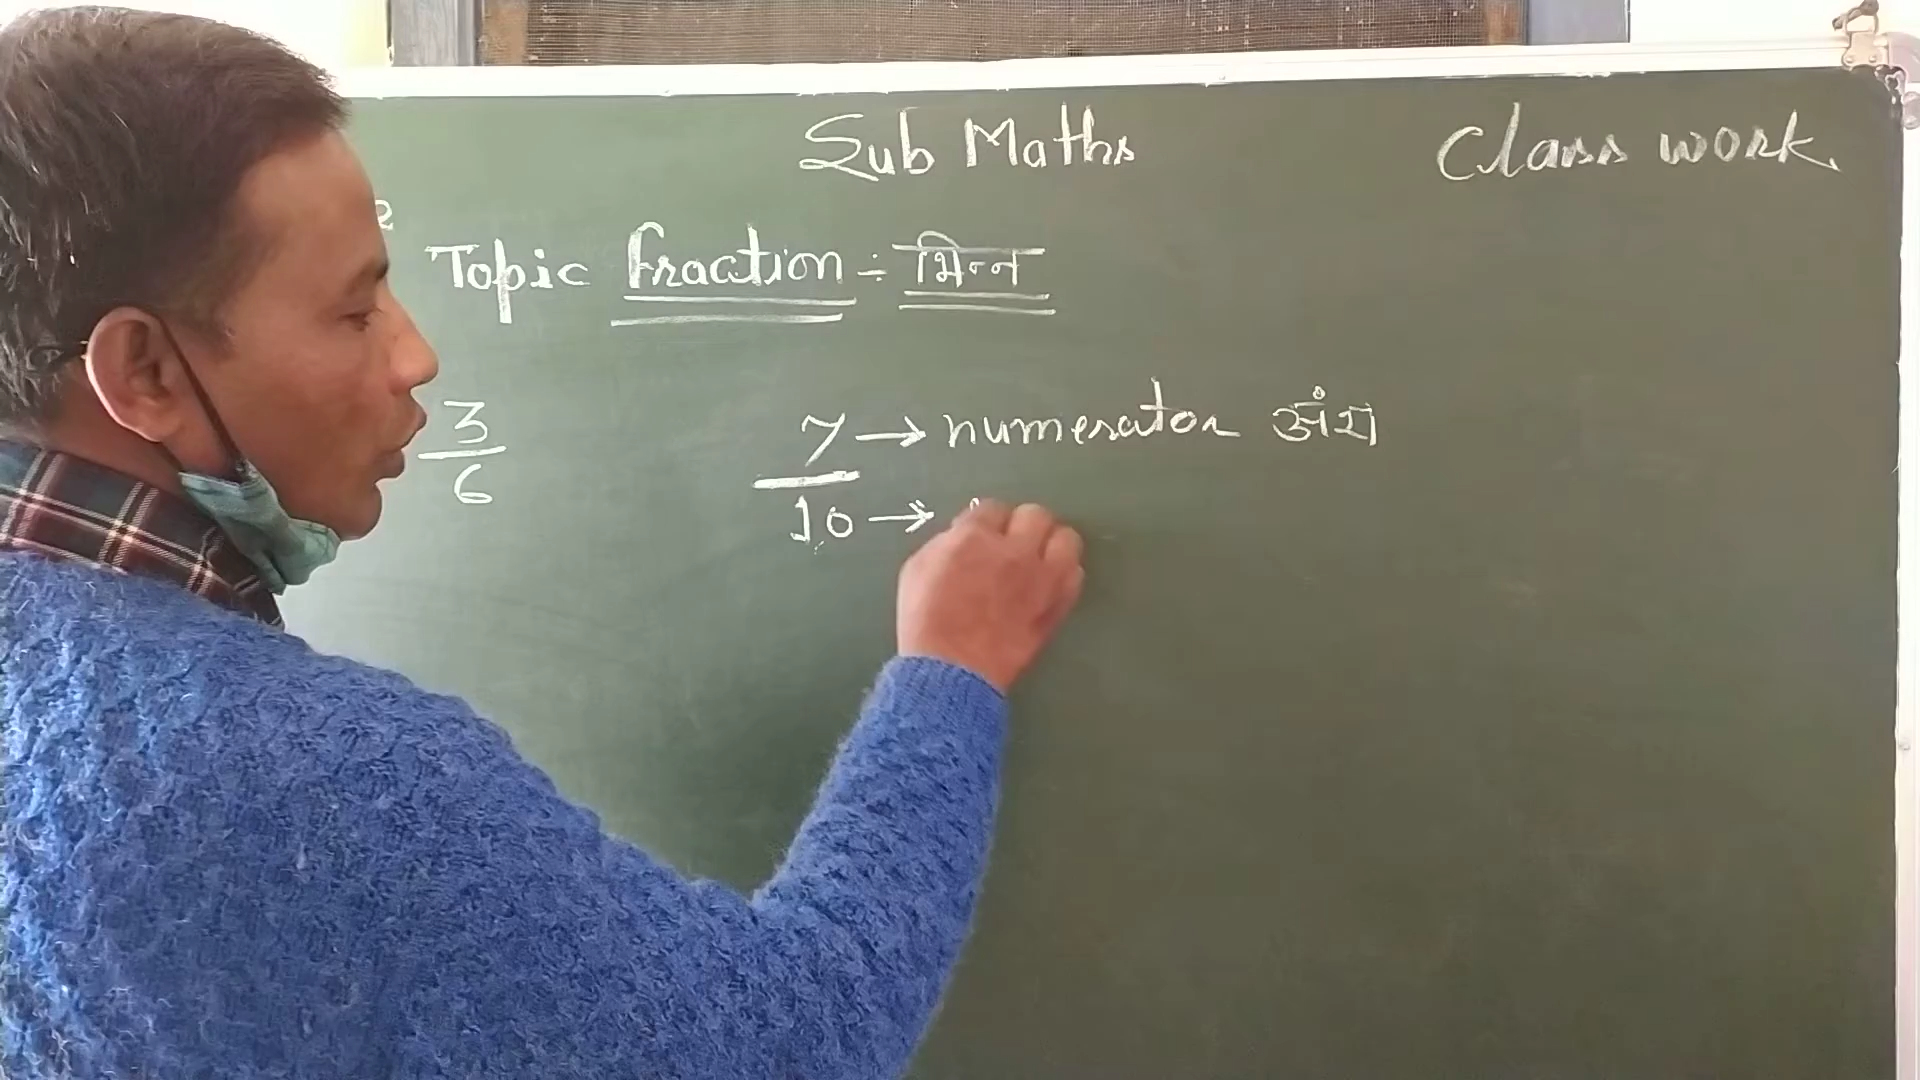 Sub Maths
Class work
Topic Fraction ÷ भिन्न
3/6
7 → numerator अंश
10 →